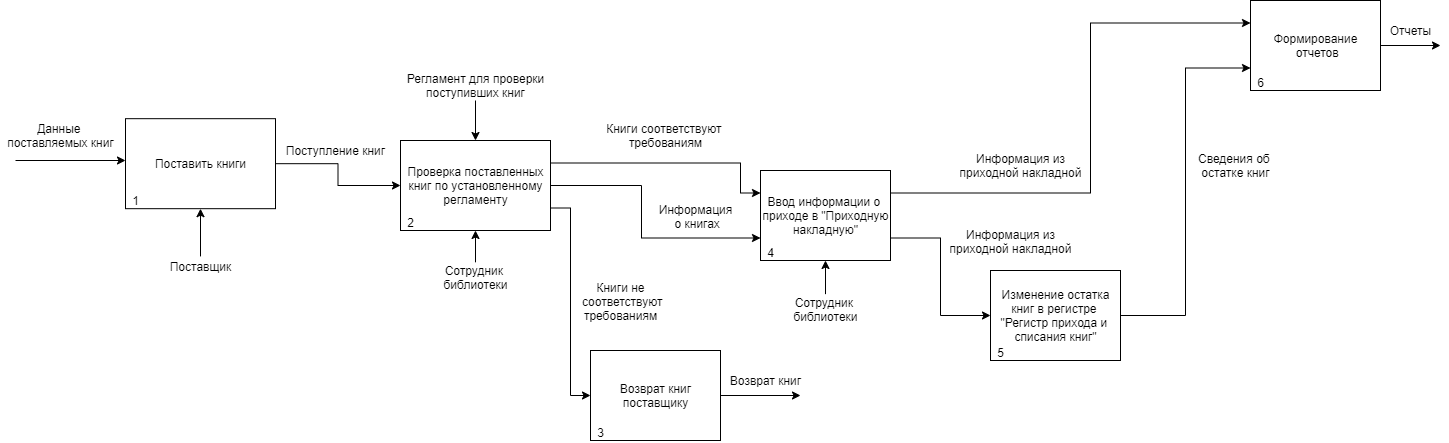 Данные
поставляемых книг
Поставить книги
1
Поставщик
Поступление книг
Регламент для проверки
поступивших книг
Проверка поставленных
книг по установленному
регламенту
2
Сотрудник
библиотеки
Книги соответствуют
требованиям
Информация
о книгах
Книги не
соответствуют
требованиям
Возврат книг
поставщику
3
Возврат книг
Ввод информации о
приходе в "Приходную
накладную"
4
Сотрудник
библиотеки
Информация из
приходной накладной
Информация из
приходной накладной
Изменение остатка
книг в регистре
"Регистр прихода и
списания книг"
5
Сведения об
остатке книг
Формирование
отчетов
6
Отчеты